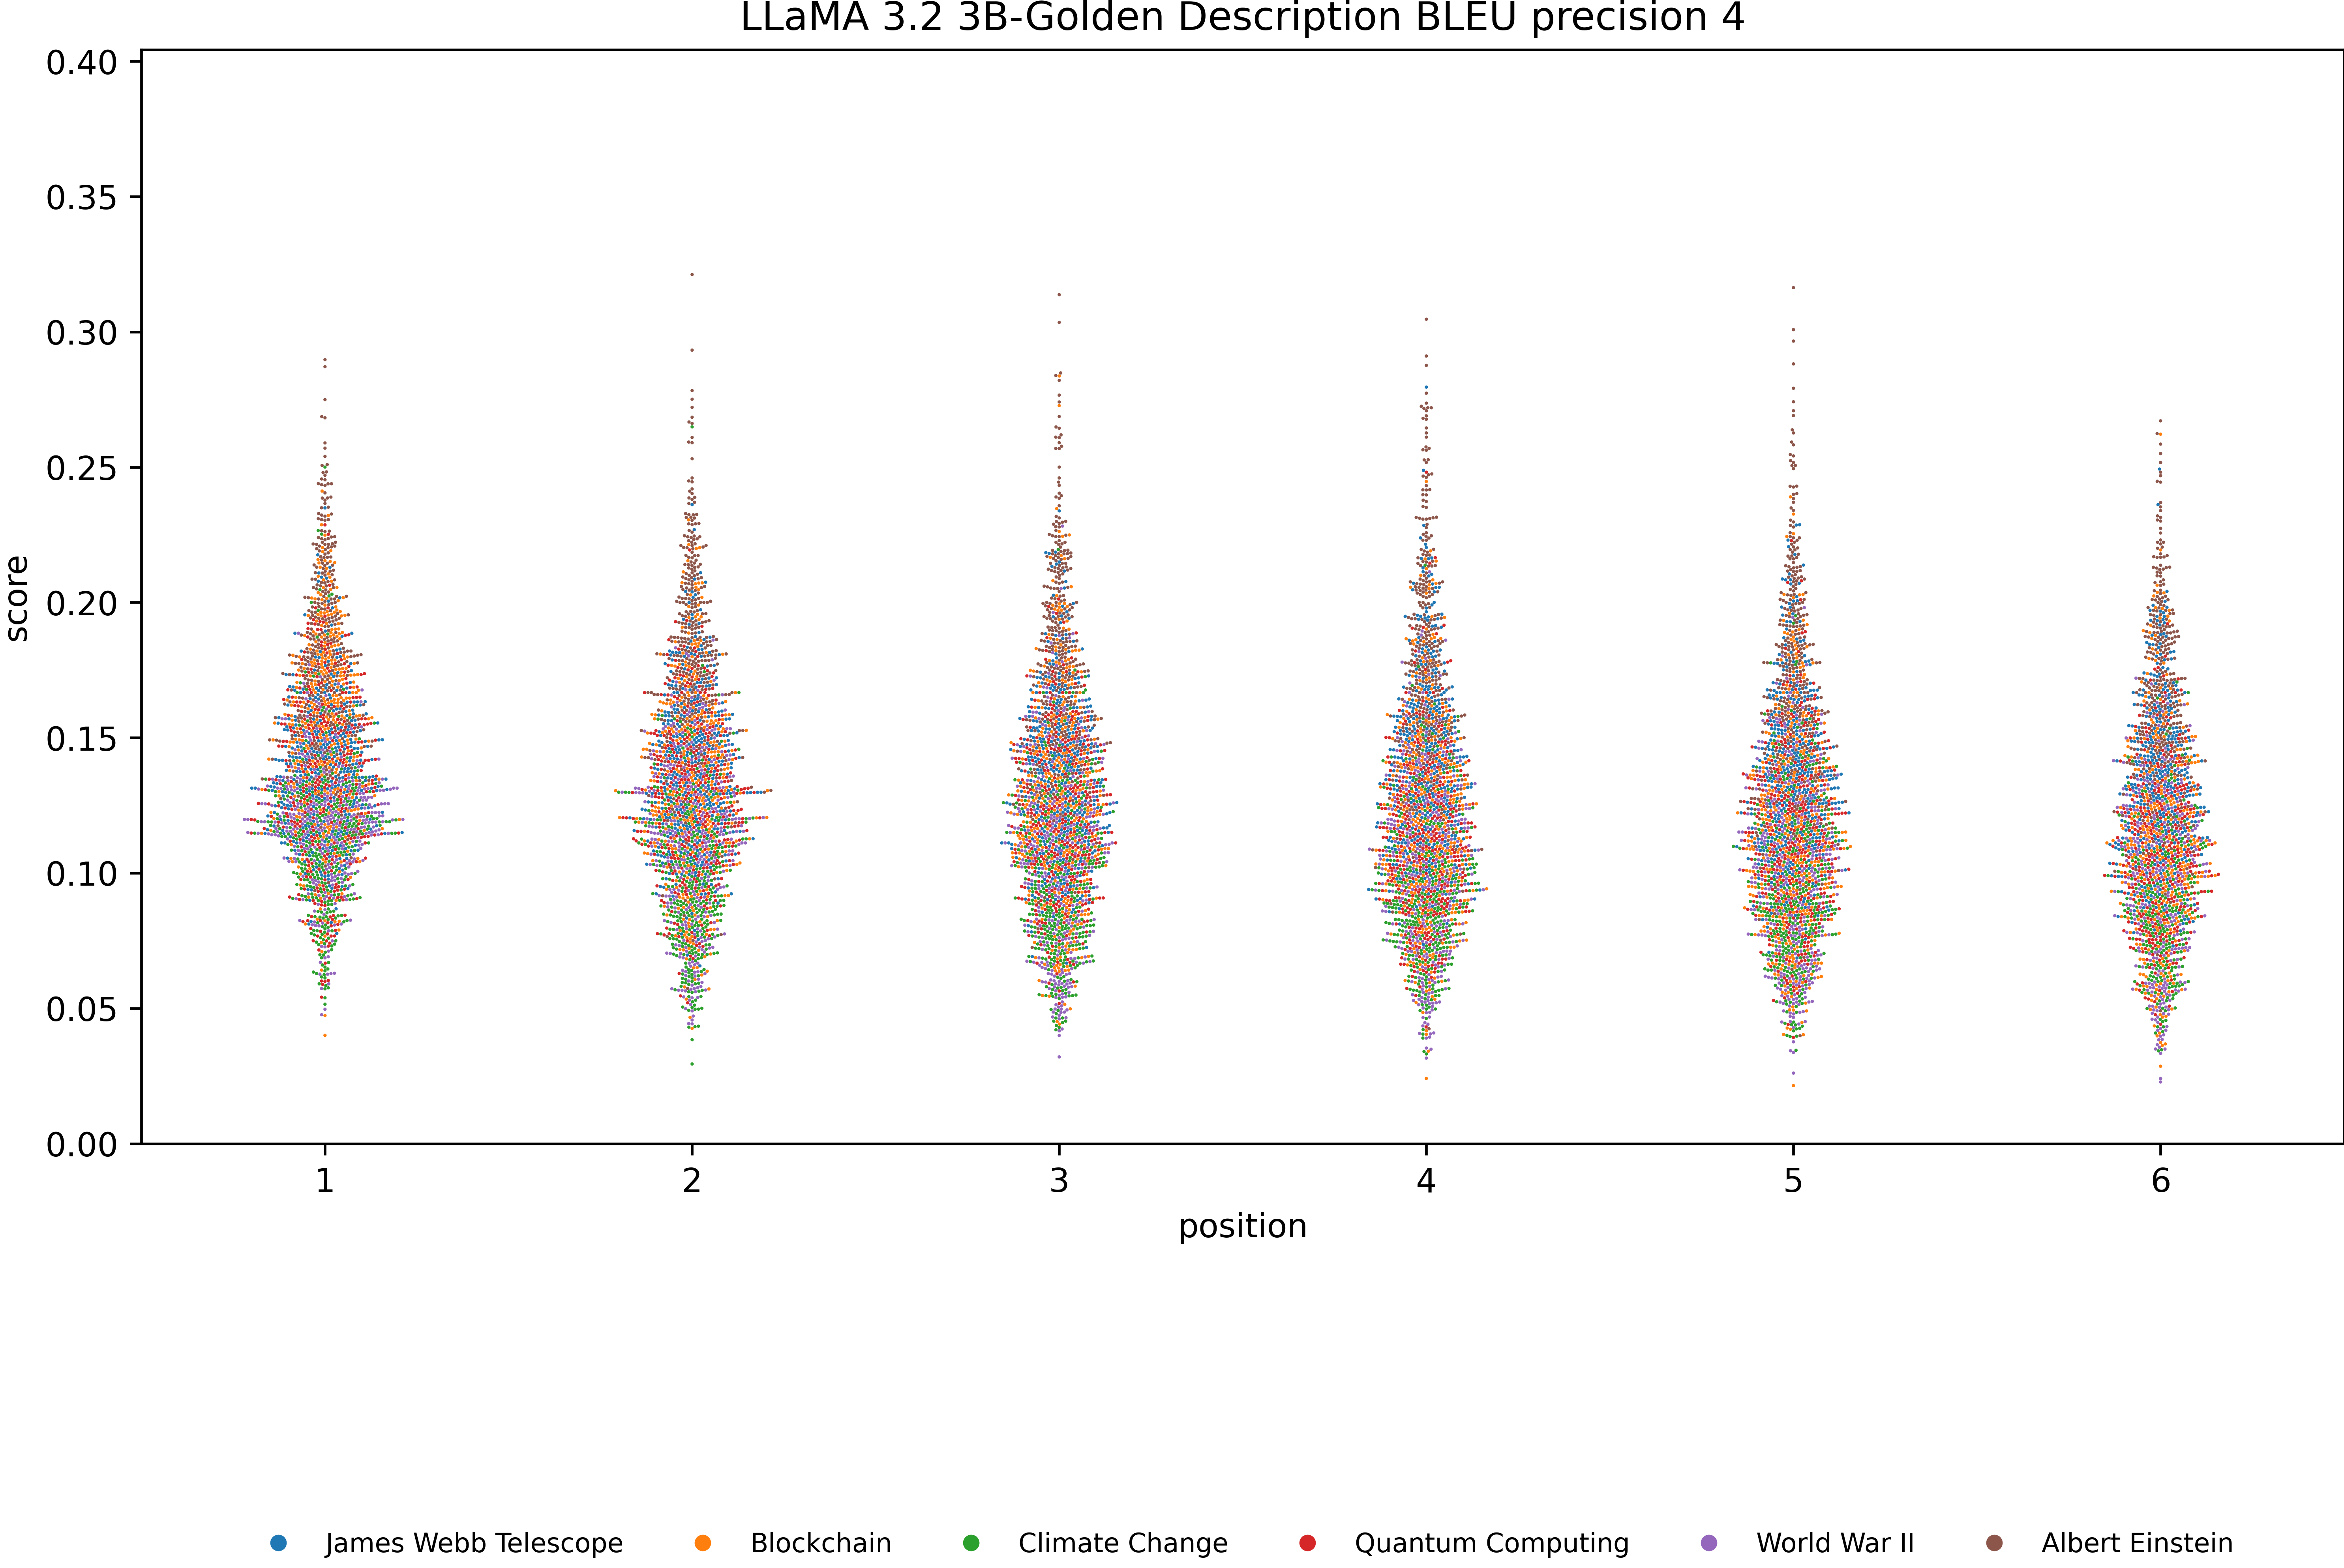 LLaMA 3.2 3B-Golden Description BLEU precision 4
0.40
0.35
0.30
0.25
0.20
0.15
0.10
0.05
0.00
score
1 2 3 4 5 6
position
James Webb Telescope Blockchain Climate Change Quantum Computing World War II Albert Einstein